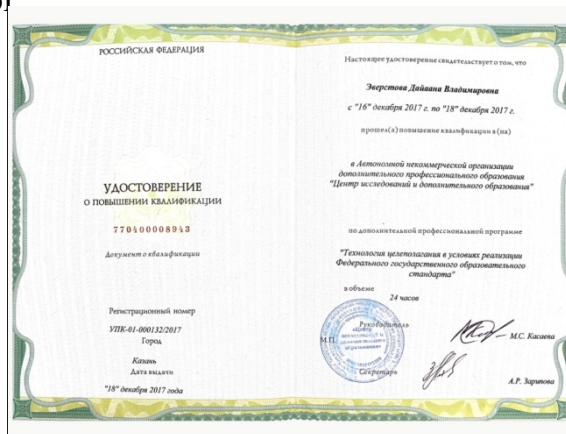 РОССИЙСКАЯ ФЕДЕРАЦИЯ
УДОСТОВЕРЕНИЕ
О ПОВЫШЕНИИ КВАЛИФИКАЦИИ
770400008943
Документ о квалификации
Регистрационный номер
УПК-01-000132/2017
Город
Казань
Дата выдачи
"18" декабря 2017 года
Настоящее удостоверение свидетельствует о том, что
Эверстова Дайаана Владимировна
с "16" декабря 2017 г. по "18" декабря 2017 г.
прошел(а) повышение квалификации в (на)
в Автономной некоммерческой организации
дополнительного профессионального образования
"Центр исследований и дополнительного образования"
по дополнительной профессиональной программе
"Технология целеполагания в условиях реализации
Федерального государственного образовательного
стандарта"
в объеме
24 часов
М.П.
Руководитель
М.С. Касаева
Секретарь
А.Р. Зарипова